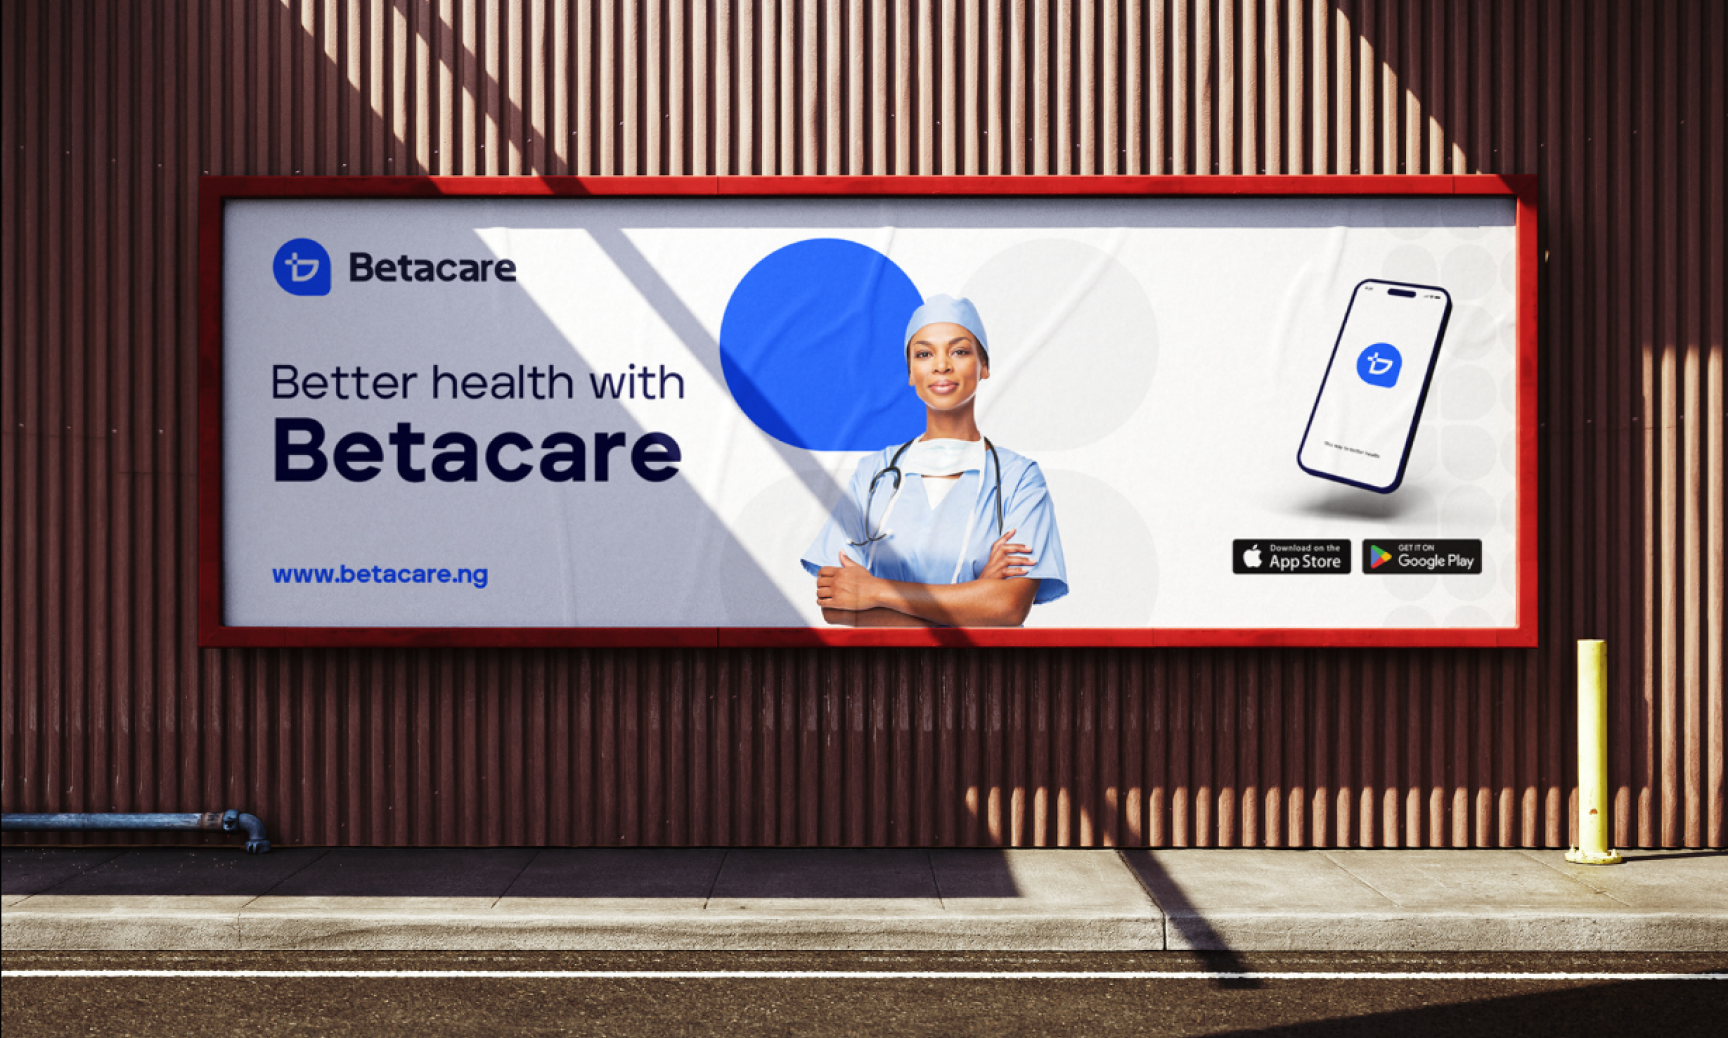 Betacare
Better health with
Betacare
www.betacare.ng
Download on the
App Store
GET IT ON
Google Play